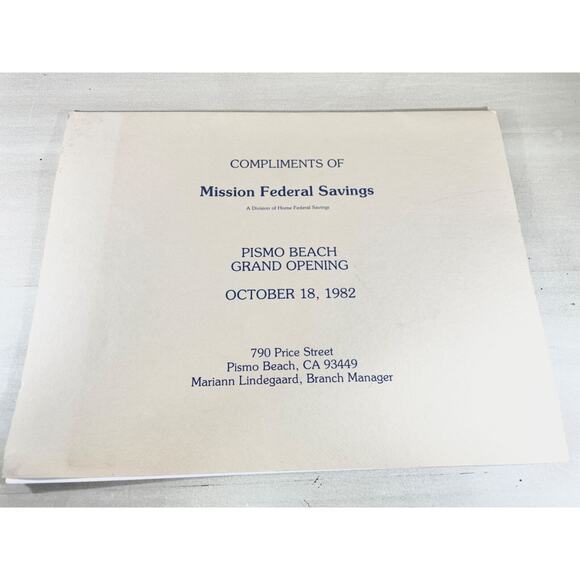 COMPLIMENTS OF
Mission Federal Savings
A Division of Home Federal Savings
PISMO BEACH
GRAND OPENING
OCTOBER 18, 1982
790 Price Street
Pismo Beach, CA 93449
Mariann Lindegaard, Branch Manager